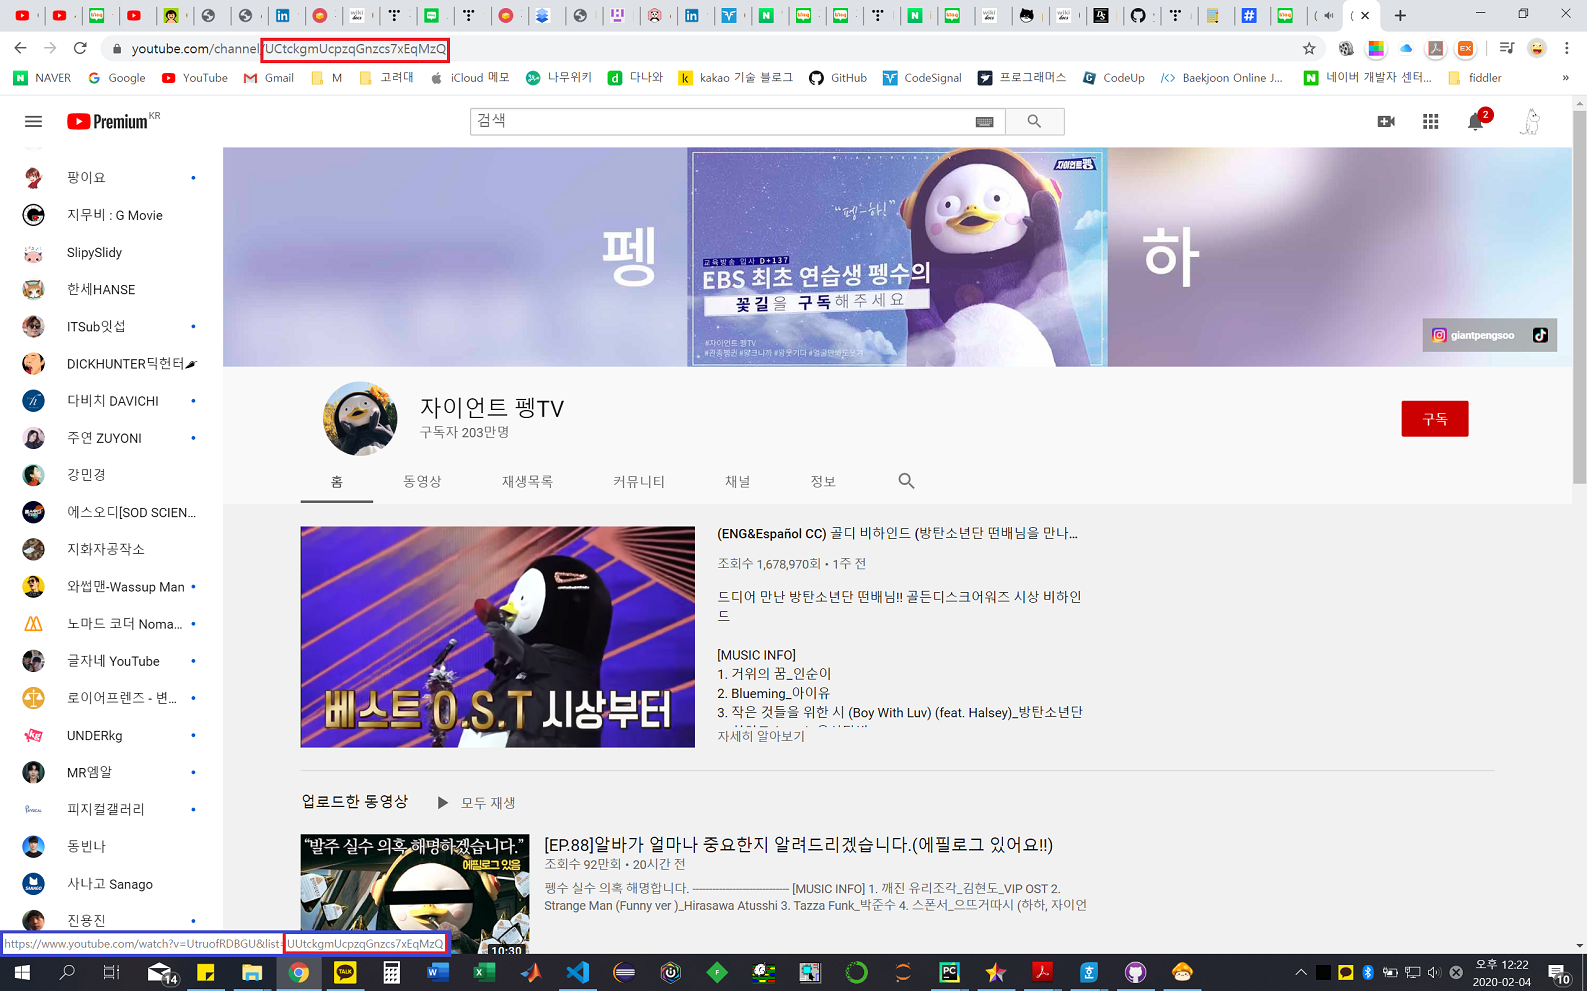 youtube.com/channel/UCtckgmUcpzqGnzcs7xEqMzQ
NAVER
Google
YouTube
Gmail
M
고려대
iCloud 메모
나무위키
다나와
kakao 기술 블로그
GitHub
CodeSignal
프로그래머스
CodeUp
Baekjoon Online J...
네이버 개발자 센터...
fiddler
Premium KR
검색
2
팡이요
지무비 : G Movie
SlipySlidy
한세HANSE
ITSub잇섭
DICKHUNTER딕헌터
다비치 DAVICHI
주연 ZUYONI
강민경
에스오디[SOD SCIEN...
지화자공작소
와썹맨-Wassup Man
노마드 코더 Noma...
글자네 YouTube
로이어프렌즈 - 변...
UNDERkg
MR엠알
피지컬갤러리
동빈나
사나고 Sanago
진용진
펭
하
자이언트펭
"펭-하!"
교육방송 입사 D+137
EBS 최초 연습생 펭수의
꽃길을 구독해주세요
#자이언트 펭TV
giantpengsoo
자이언트 펭TV
구독자 203만명
구독
홈
동영상
재생목록
커뮤니티
채널
정보
베스트 O.S.T 시상부터
(ENG&Español CC) 골디 비하인드 (방탄소년단 떤배님을 만나...
조회수 1,678,970회 • 1주 전
드디어 만난 방탄소년단 떤배님!! 골든디스크어워즈 시상 비하인
드
[MUSIC INFO]
1. 거위의 꿈_인순이
2. Blueming_아이유
3. 작은 것들을 위한 시 (Boy With Luv) (feat. Halsey)_방탄소년단
자세히 알아보기
업로드한 동영상
모두 재생
"발주 실수 의혹 해명하겠습니다."
에필로그 있음
10:30
[EP.88]알바가 얼마나 중요한지 알려드리겠습니다.(에필로그 있어요!!)
조회수 92만회 • 20시간 전
펭수 실수 의혹 해명합니다. ------------------------------ [MUSIC INFO] 1. 깨진 유리조각_김현도_VIP OST 2.
Strange Man (Funny ver )_Hirasawa Atusshi 3. Tazza Funk_박준수 4. 스폰서_으뜨거따시 (하하, 자이언
https://www.youtube.com/watch?v=UtruofRDBGU&list=UUtckgmUcpzqGnzcs7xEqMzQ
14
TALK
오후 12:22
2020-02-04
10